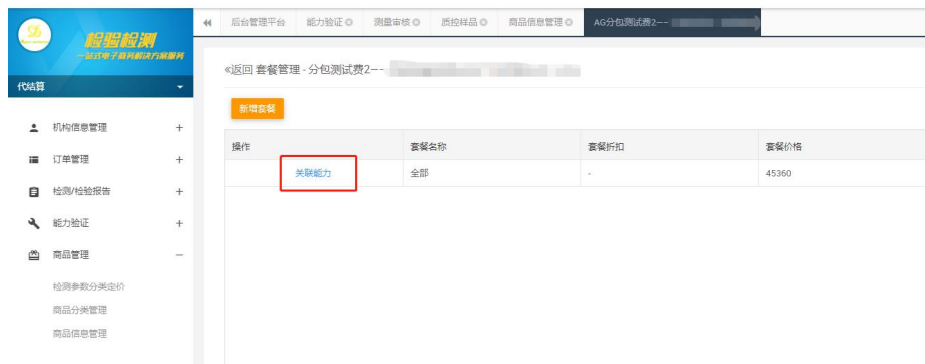 检验检测
一站式电子商务解决方案服务
代结算
机构信息管理
订单管理
检测/检验报告
能力验证
商品管理
检测参数分类定价
商品分类管理
商品信息管理
后台管理平台
能力验证
测量审核
质控样品
商品信息管理
AG分包测试费2--
«返回 套餐管理 - 分包测试费2--
新增套餐
操作 套餐名称 套餐折扣 套餐价格
关联能力 全部 - 45360